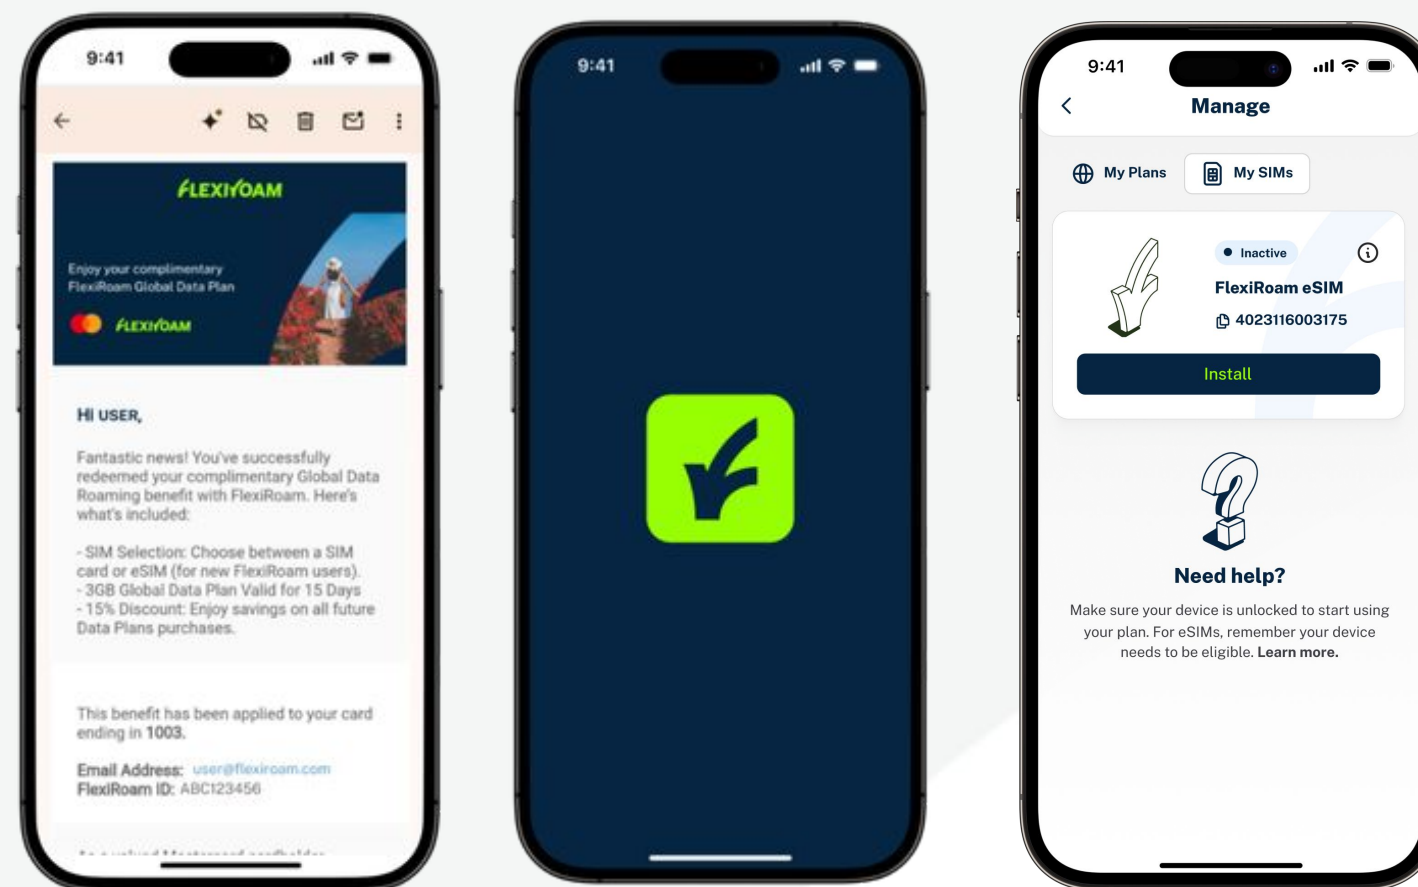 9:41
FLEXIROAM
Enjoy your complimentary
FlexiRoam Global Data Plan
FLEXIROAM
Hi USER,
Fantastic news! You've successfully
redeemed your complimentary Global Data
Roaming benefit with FlexiRoam. Here's
what's included:
- SIM Selection: Choose between a SIM
card or eSIM (for new FlexiRoam users).
- 3GB Global Data Plan Valid for 15 Days
- 15% Discount: Enjoy savings on all future
Data Plans purchases.
This benefit has been applied to your card
ending in 1003.
Email Address: user@flexiroam.com
FlexiRoam ID: ABC123456
9:41
9:41
Manage
My Plans
My SIMs
Inactive
FlexiRoam eSIM
4023116003175
Install
Need help?
Make sure your device is unlocked to start using
your plan. For eSIMs, remember your device
needs to be eligible. Learn more.